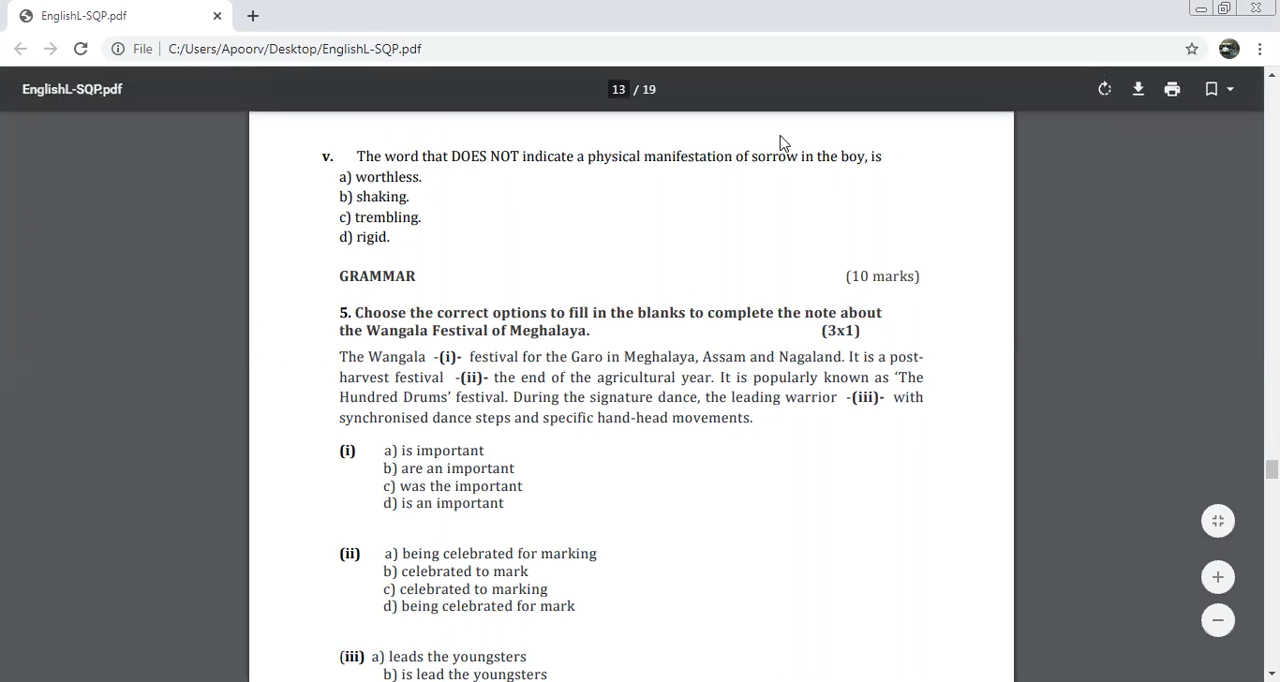 EnglishL-SQP.pdf
File | C:/Users/Apoorv/Desktop/EnglishL-SQP.pdf
EnglishL-SQP.pdf
13 / 19
v. The word that DOES NOT indicate a physical manifestation of sorrow in the boy, is
a) worthless.
b) shaking.
c) trembling.
d) rigid.
GRAMMAR (10 marks)
5. Choose the correct options to fill in the blanks to complete the note about
the Wangala Festival of Meghalaya. (3x1)
The Wangala -(i)- festival for the Garo in Meghalaya, Assam and Nagaland. It is a post-
harvest festival -(ii)- the end of the agricultural year. It is popularly known as ‘The
Hundred Drums’ festival. During the signature dance, the leading warrior -(iii)- with
synchronised dance steps and specific hand-head movements.
(i) a) is important
b) are an important
c) was the important
d) is an important
(ii) a) being celebrated for marking
b) celebrated to mark
c) celebrated to marking
d) being celebrated for mark
(iii) a) leads the youngsters
b) is lead the youngsters